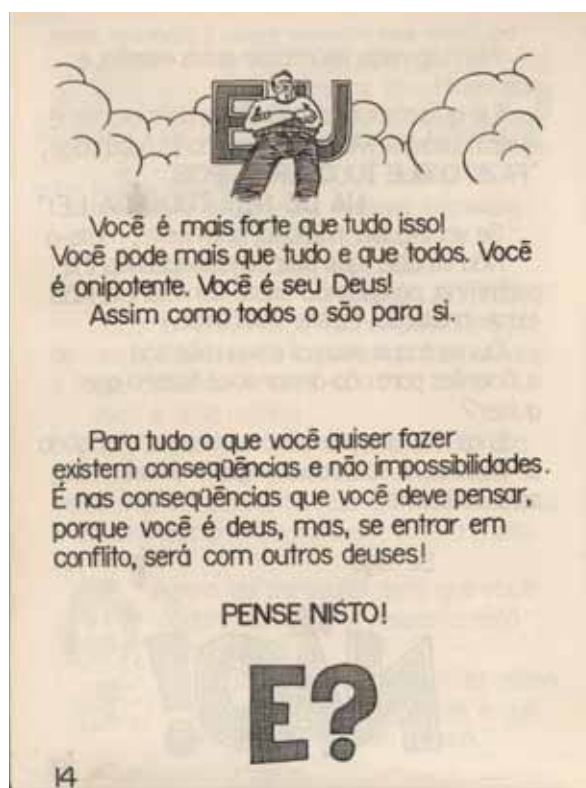 EU
Você é mais forte que tudo isso!
Você pode mais que tudo e que todos. Você
é onipotente. Você é seu Deus!
Assim como todos o são para si.
Para tudo o que você quiser fazer
existem conseqüências e não impossibilidades.
É nas conseqüências que você deve pensar,
porque você é deus, mas, se entrar em
conflito, será com outros deuses!
PENSE NISTO!
E?
14